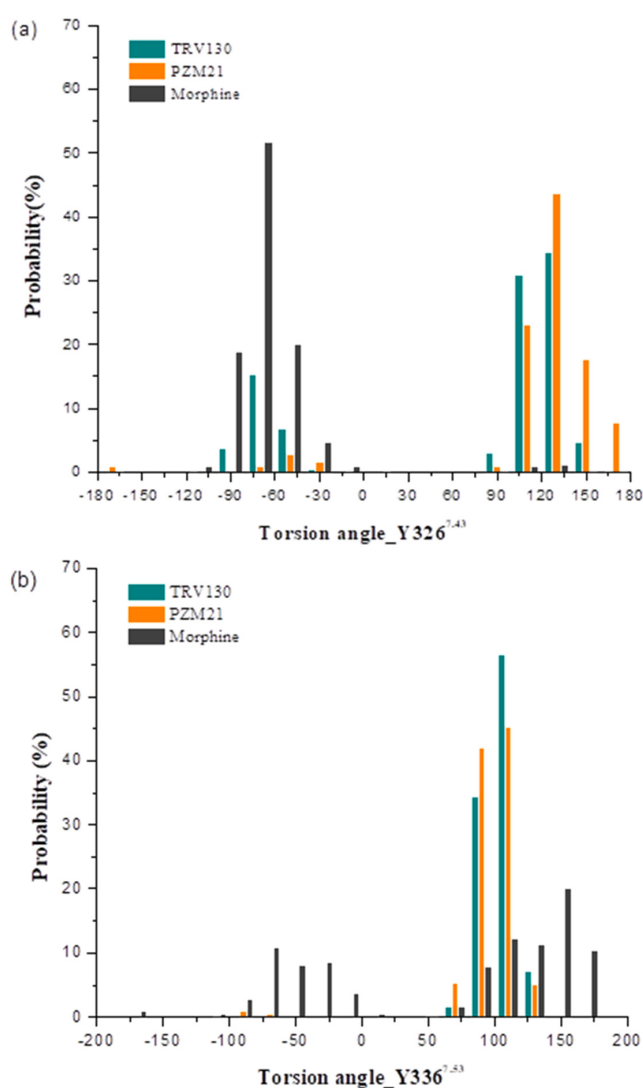 (a)
70
60
50
40
30
20
10
0
Probability(%)
TRV130
PZM21
Morphine
-180 -150 -120 -90 -60 -30 0 30 60 90 120 150 180
Torsion angle_Y326^7.43
(b)
70
60
50
40
30
20
10
0
Probability (%)
TRV130
PZM21
Morphine
-200 -150 -100 -50 0 50 100 150 200
Torsion angle_Y336^7.53